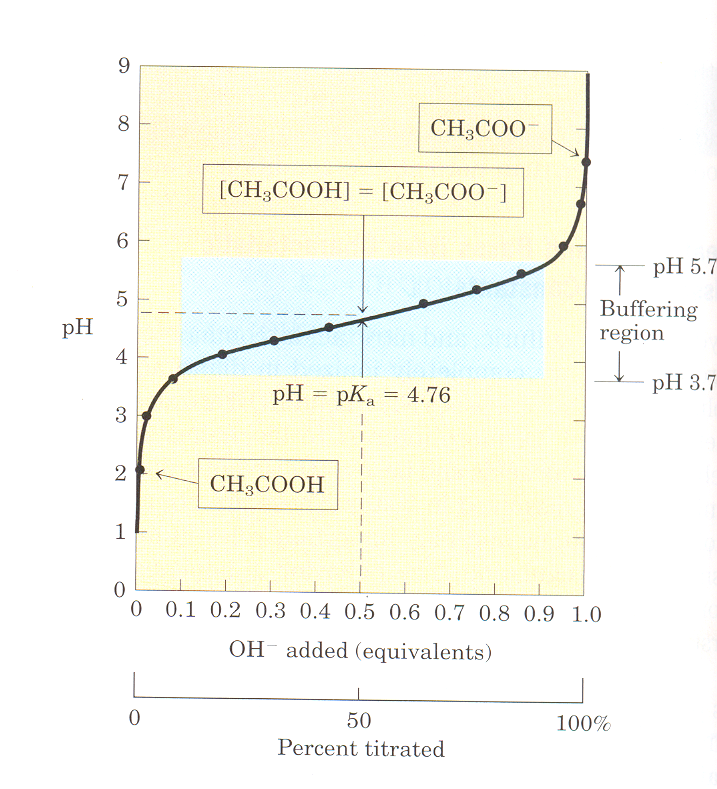 9
8
CH₃COO⁻
7
[CH₃COOH] = [CH₃COO⁻]
6
pH 5.7
5
Buffering
region
pH
4
pH 3.7
pH = pKₐ = 4.76
3
2
CH₃COOH
1
0
0 0.1 0.2 0.3 0.4 0.5 0.6 0.7 0.8 0.9 1.0
OH⁻ added (equivalents)
0 50 100%
Percent titrated